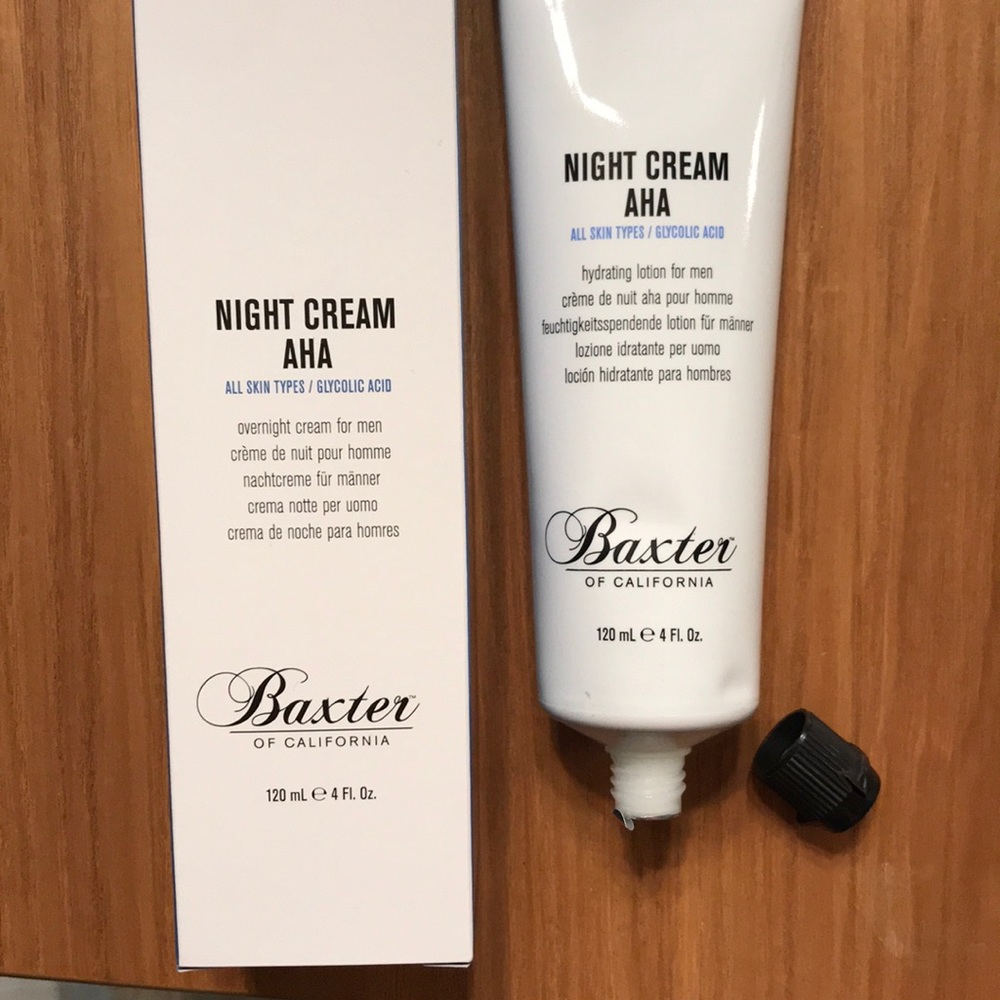 NIGHT CREAM
AHA
ALL SKIN TYPES / GLYCOLIC ACID
overnight cream for men
crème de nuit pour homme
nachtcreme für männer
crema notte per uomo
crema de noche para homres
Baxter™
OF CALIFORNIA
120 mL ℮ 4 Fl. Oz.
NIGHT CREAM
AHA
ALL SKIN TYPES / GLYCOLIC ACID
hydrating lotion for men
crème de nuit aha pour homme
feuchtigkeitsspendende lotion für männer
lozione idratante per uomo
loción hidratante para hombres
Baxter™
OF CALIFORNIA
120 mL ℮ 4 Fl. Oz.